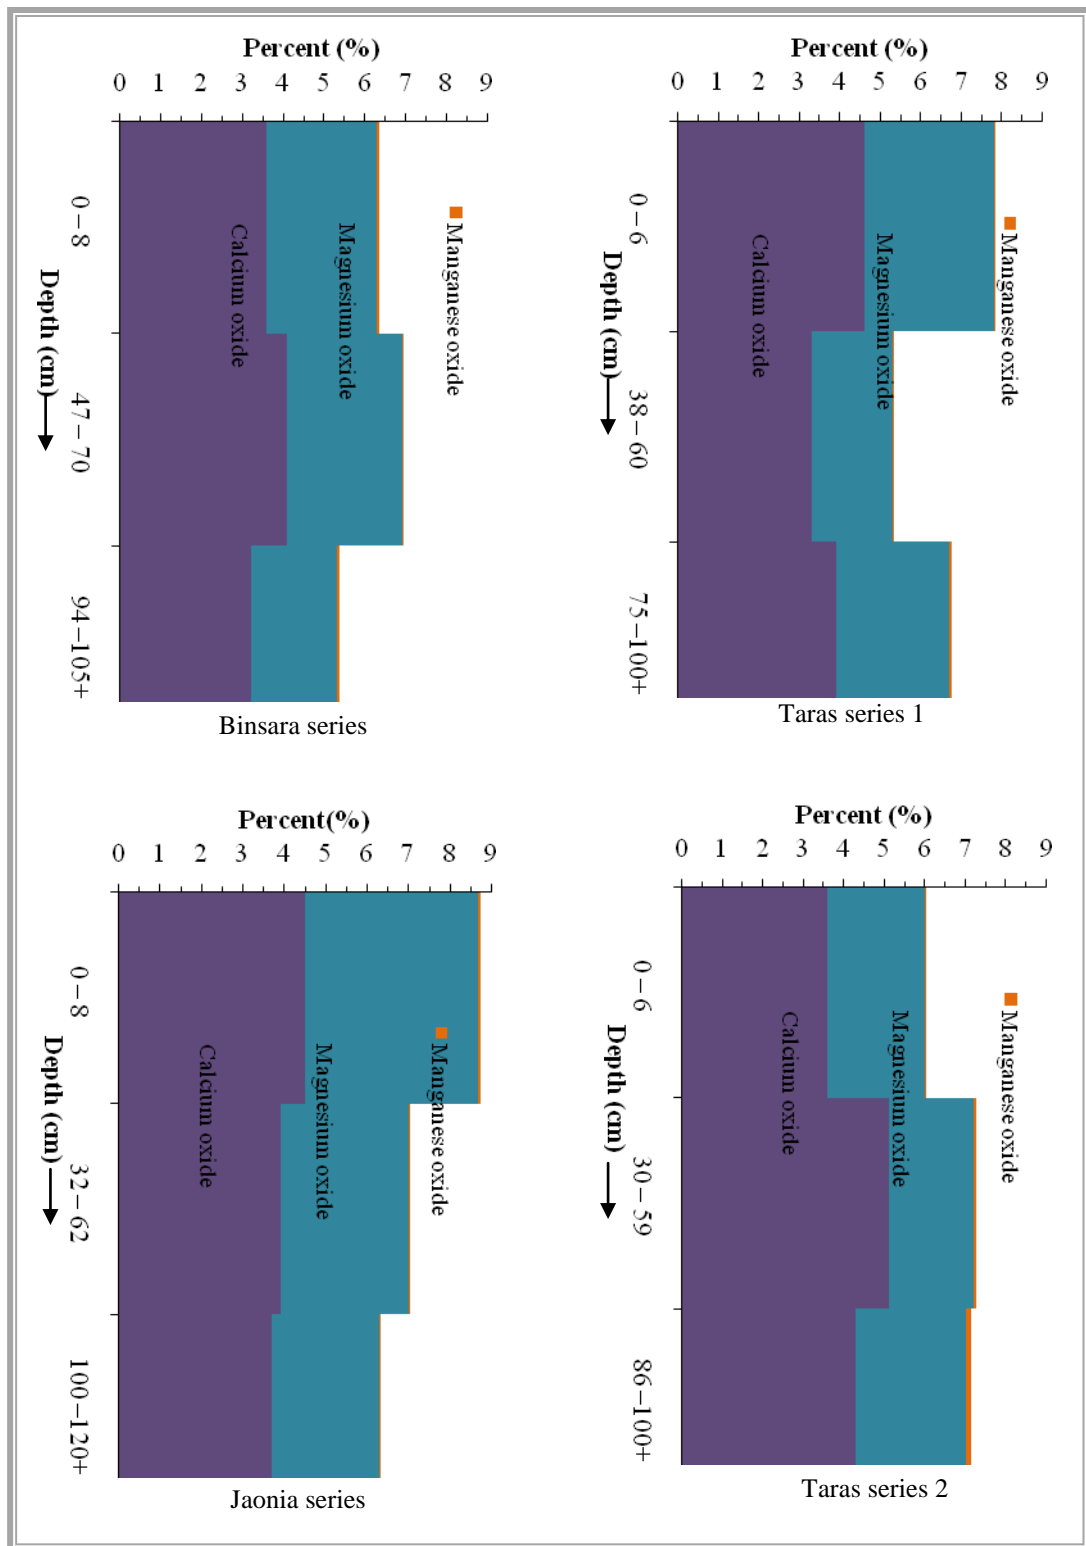 Percent (%)
0 1 2 3 4 5 6 7 8 9
0–8
47–70
94–105+
Depth (cm)
Calcium oxide
Magnesium oxide
Manganese oxide
Binsara series
Percent (%)
0 1 2 3 4 5 6 7 8 9
0–6
38–60
75–100+
Depth (cm)
Calcium oxide
Magnesium oxide
Manganese oxide
Taras series 1
Percent(%)
0 1 2 3 4 5 6 7 8 9
0–8
32–62
100–120+
Depth (cm)
Calcium oxide
Magnesium oxide
Manganese oxide
Jaonia series
Percent (%)
0 1 2 3 4 5 6 7 8 9
0–6
30–59
86–100+
Depth (cm)
Calcium oxide
Magnesium oxide
Manganese oxide
Taras series 2